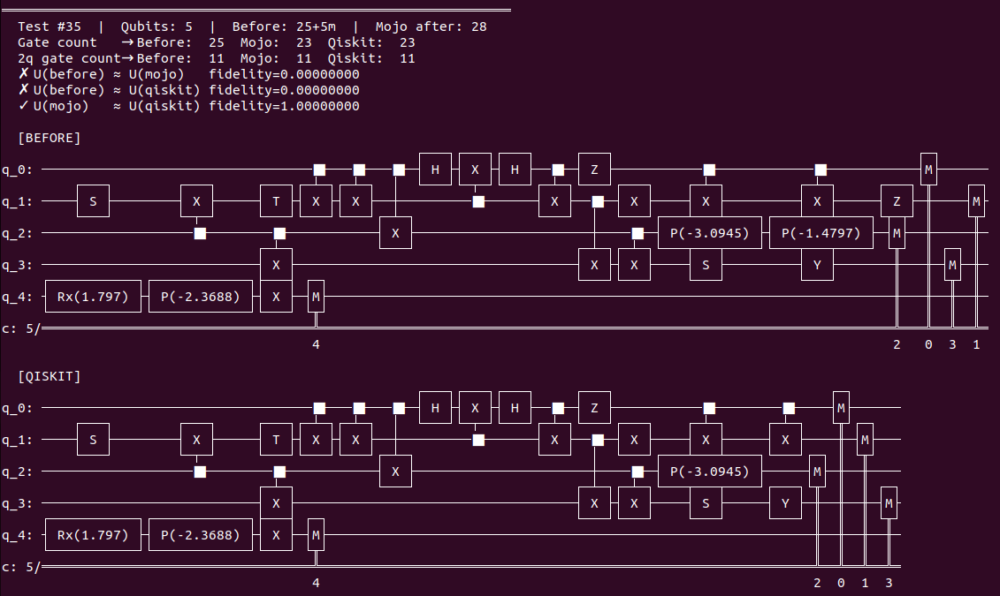 Test #35  |  Qubits: 5  |  Before: 25+5m  |  Mojo after: 28
Gate count   →Before:  25  Mojo:  23  Qiskit:  23
2q gate count→Before:  11  Mojo:  11  Qiskit:  11
✗ U(before) ≈ U(mojo)   fidelity=0.00000000
✗ U(before) ≈ U(qiskit) fidelity=0.00000000
✓ U(mojo)   ≈ U(qiskit) fidelity=1.00000000
[BEFORE]
q_0: H X H Z M
q_1: S X T X X X X X X Z M
q_2: X P(-3.0945) P(-1.4797) M
q_3: X X X S Y M
q_4: Rx(1.797) P(-2.3688) X M
c: 5/
4 2 0 3 1
[QISKIT]
q_0: H X H Z M
q_1: S X T X X X X X X M
q_2: X P(-3.0945) M
q_3: X X X S Y M
q_4: Rx(1.797) P(-2.3688) X M
c: 5/
4 2 0 1 3